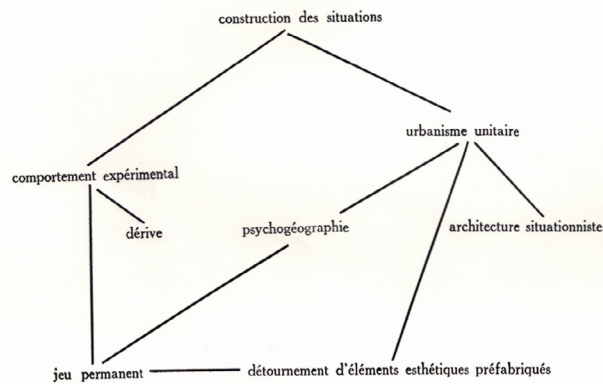 construction des situations
urbanisme unitaire
comportement expérimental
dérive
psychogéographie
architecture situationniste
jeu permanent
détournement d'éléments esthétiques préfabriqués